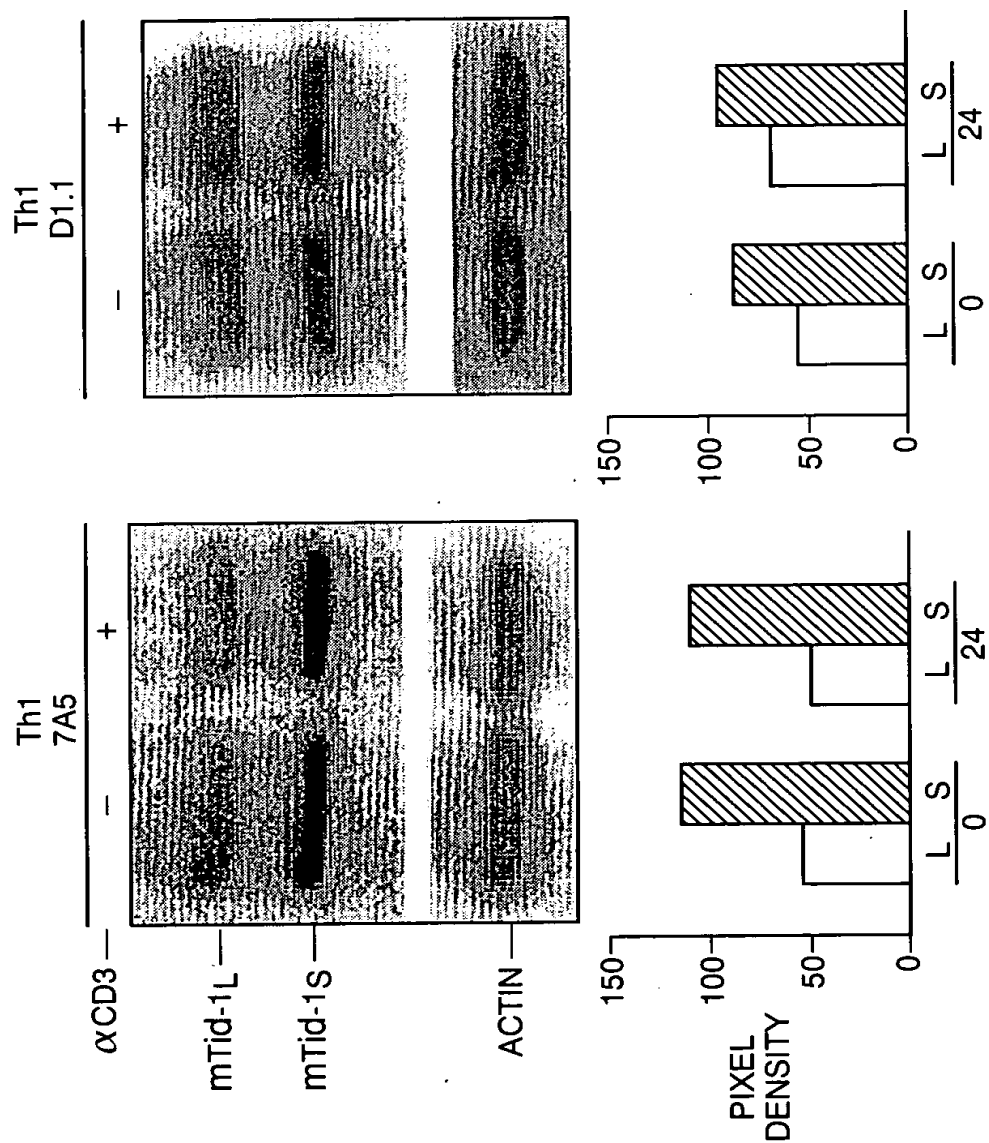 Th1
7A5
Th1
D1.1
αCD3 — − + − +
mTid-1L
mTid-1S
ACTIN
PIXEL
DENSITY
150
100
50
0
L S
0
L S
24
150
100
50
0
L S
0
L S
24